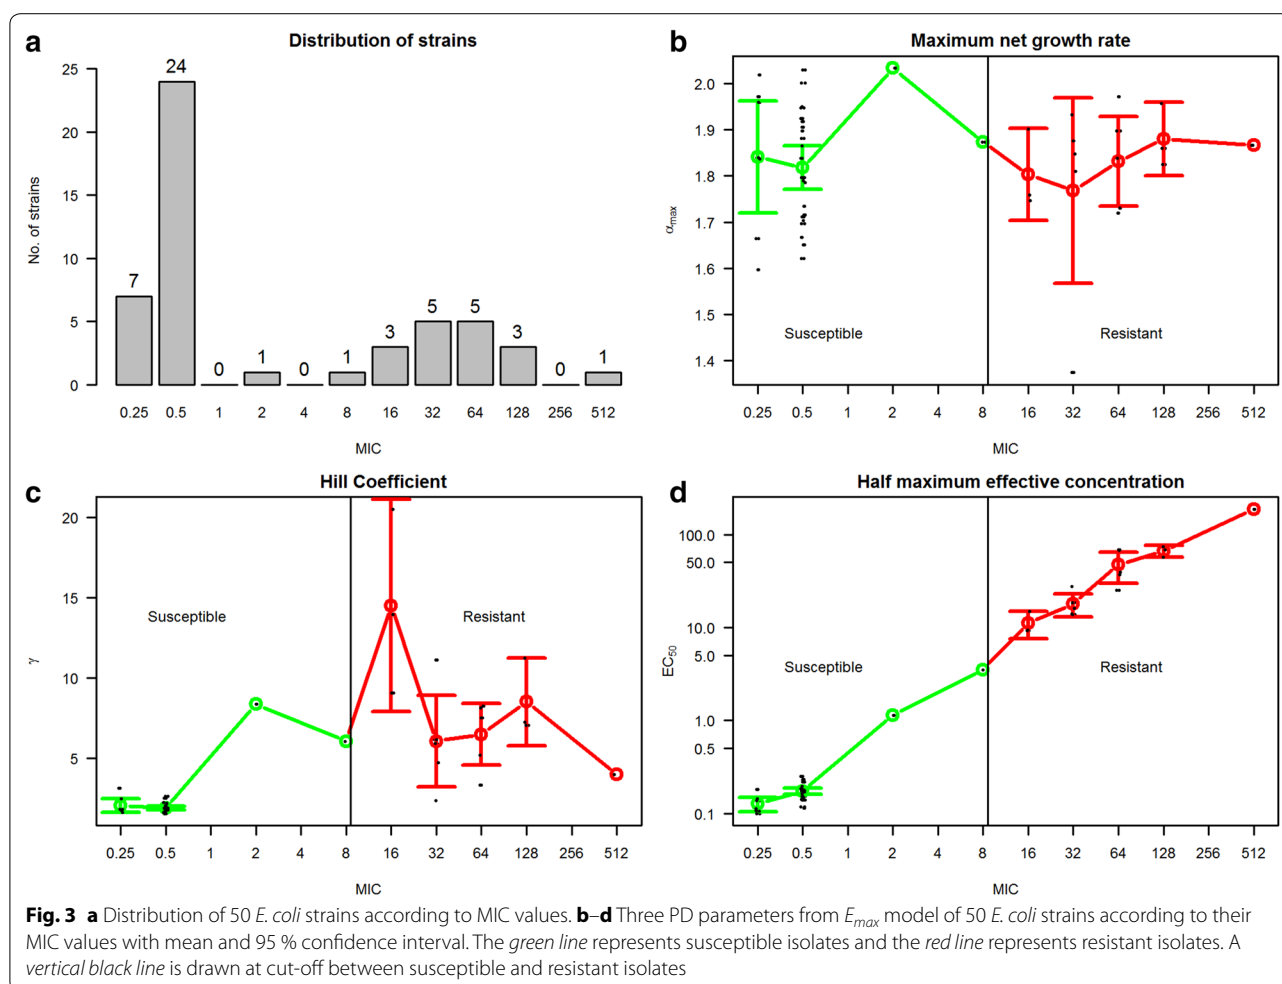 a
Distribution of strains
No. of strains
25
20
15
10
5
0
7
24
0
1
0
1
3
5
5
3
0
1
0.25 0.5 1 2 4 8 16 32 64 128 256 512
MIC
b
Maximum net growth rate
αmax
2.0
1.9
1.8
1.7
1.6
1.5
1.4
Susceptible Resistant
0.25 0.5 1 2 4 8 16 32 64 128 256 512
MIC
c
Hill Coefficient
γ
20
15
10
5
Susceptible Resistant
0.25 0.5 1 2 4 8 16 32 64 128 256 512
MIC
d
Half maximum effective concentration
EC50
100.0
50.0
10.0
5.0
1.0
0.5
0.1
Susceptible Resistant
0.25 0.5 1 2 4 8 16 32 64 128 256 512
MIC
Fig. 3 a Distribution of 50 E. coli strains according to MIC values. b–d Three PD parameters from Emax model of 50 E. coli strains according to their
MIC values with mean and 95 % confidence interval. The green line represents susceptible isolates and the red line represents resistant isolates. A
vertical black line is drawn at cut-off between susceptible and resistant isolates